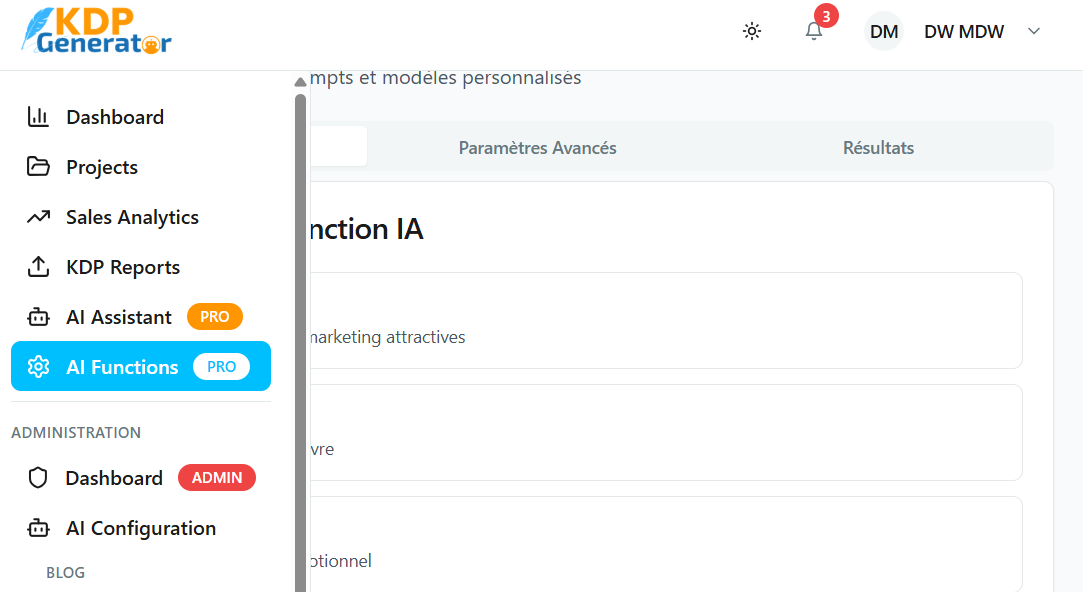 KDP
Generator
3
DM
DW MDW
mpts et modèles personnalisés
Dashboard
Projects
Sales Analytics
KDP Reports
AI Assistant PRO
AI Functions PRO
ADMINISTRATION
Dashboard ADMIN
AI Configuration
BLOG
Paramètres Avancés
Résultats
nction IA
marketing attractives
vre
otionnel